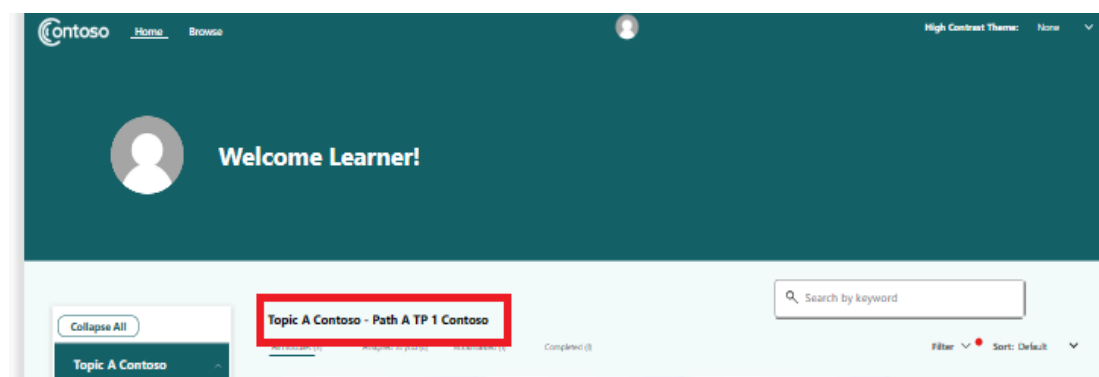 Contoso Home Browse High Contrast Theme: None
Welcome Learner!
Search by keyword
Topic A Contoso - Path A TP 1 Contoso
Collapse All
Completed
Filter Sort: Default
Topic A Contoso